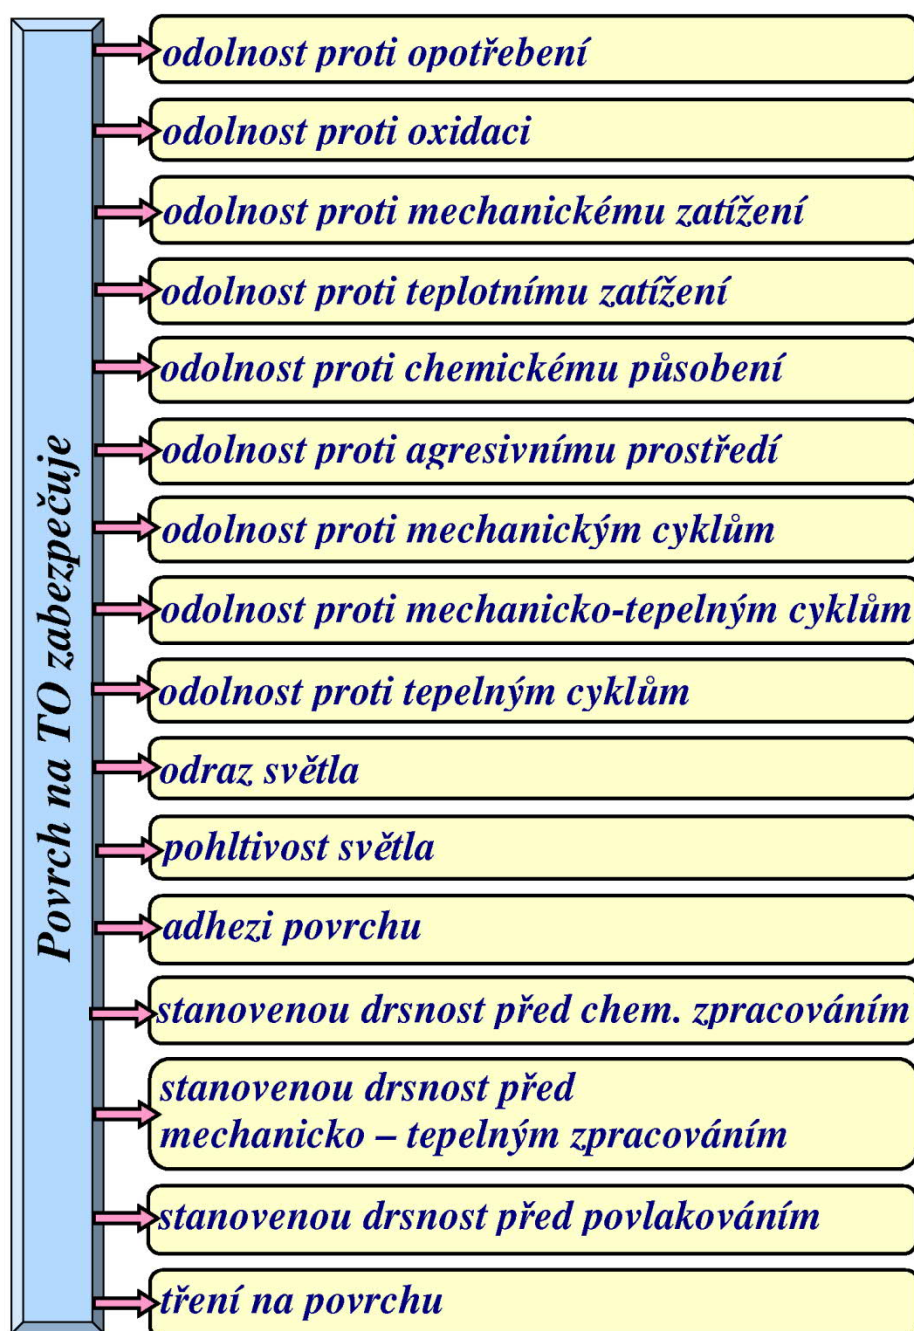 Povrch na TO zabezpečuje
odolnost proti opotřebení
odolnost proti oxidaci
odolnost proti mechanickému zatížení
odolnost proti teplotnímu zatížení
odolnost proti chemickému působení
odolnost proti agresivnímu prostředí
odolnost proti mechanickým cyklům
odolnost proti mechanicko-tepelným cyklům
odolnost proti tepelným cyklům
odraz světla
pohltivost světla
adhezi povrchu
stanovenou drsnost před chem. zpracováním
stanovenou drsnost před
mechanicko – tepelným zpracováním
stanovenou drsnost před povlakováním
tření na povrchu